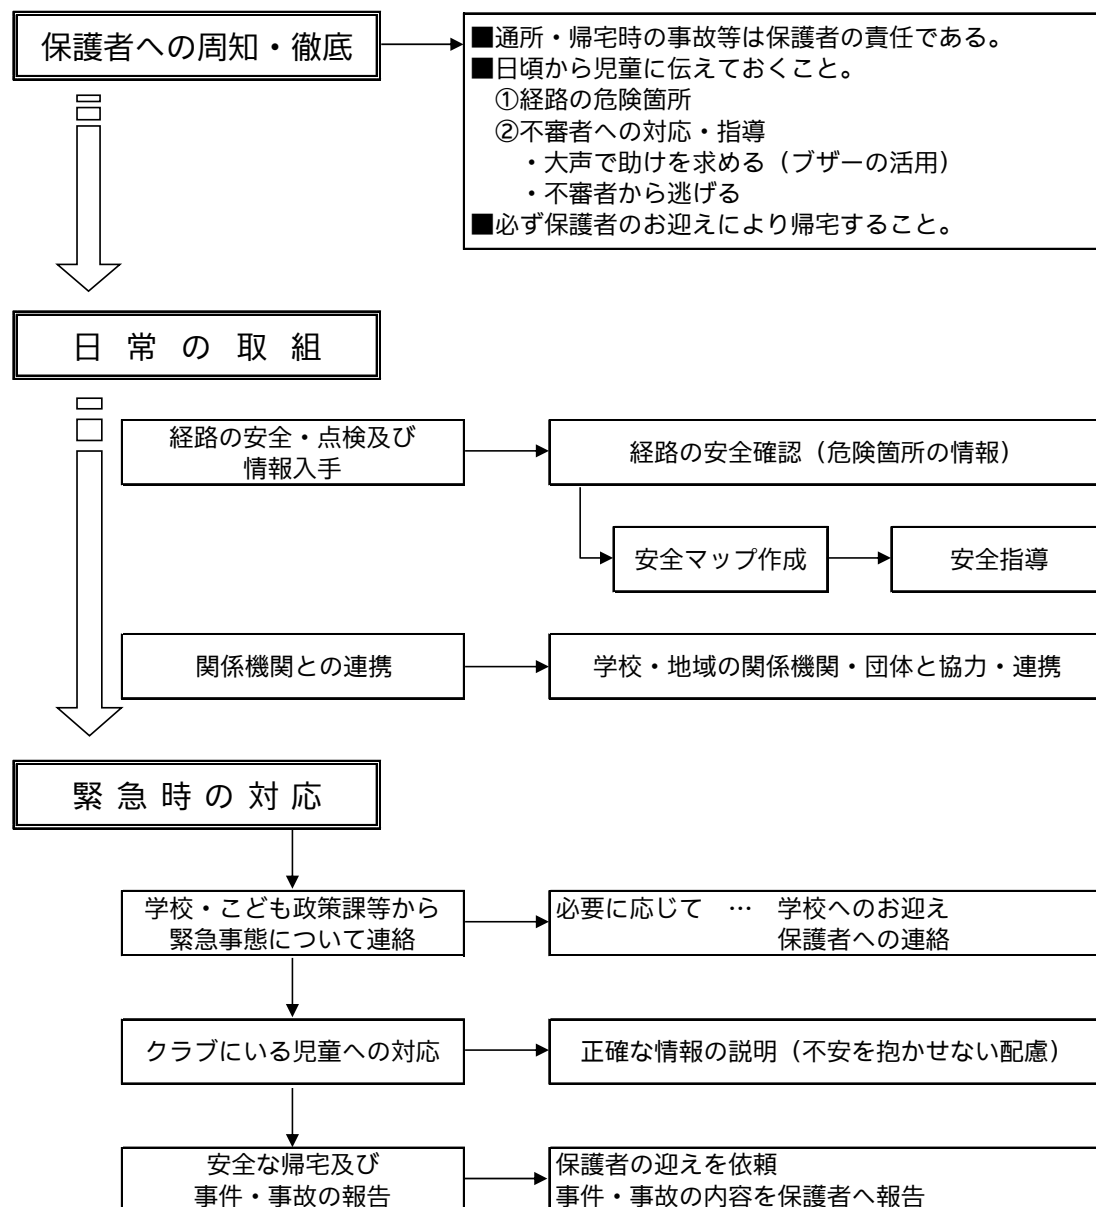 保護者への周知・徹底
■通所・帰宅時の事故等は保護者の責任である。
■日頃から児童に伝えておくこと。
①経路の危険箇所
②不審者への対応・指導
・大声で助けを求める（ブザーの活用）
・不審者から逃げる
■必ず保護者のお迎えにより帰宅すること。
日常の取組
経路の安全・点検及び
情報入手
経路の安全確認（危険箇所の情報）
安全マップ作成
安全指導
関係機関との連携
学校・地域の関係機関・団体と協力・連携
緊急時の対応
学校・こども政策課等から
緊急事態について連絡
必要に応じて　…　学校へのお迎え
保護者への連絡
クラブにいる児童への対応
正確な情報の説明（不安を抱かせない配慮）
安全な帰宅及び
事件・事故の報告
保護者の迎えを依頼
事件・事故の内容を保護者へ報告